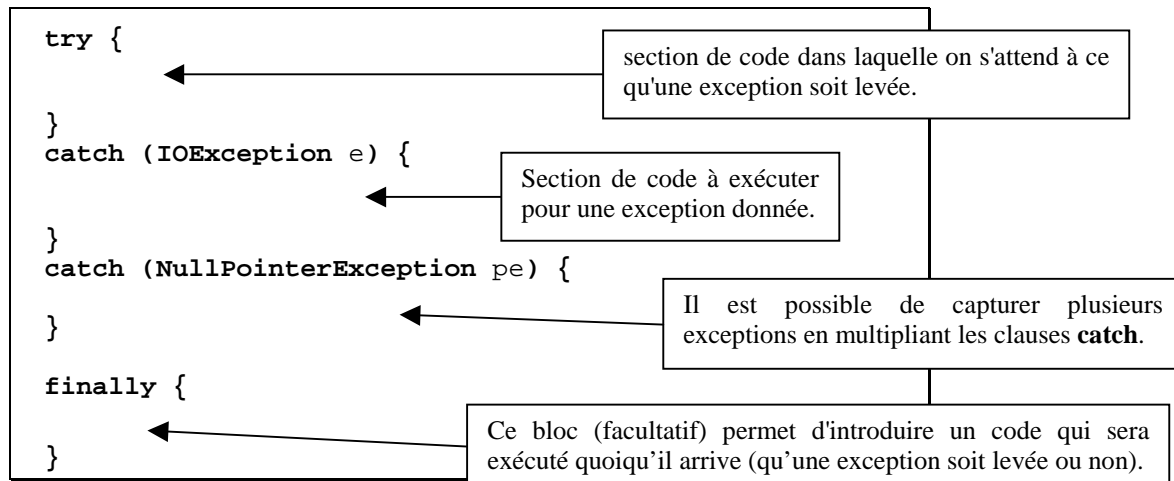 try {
section de code dans laquelle on s'attend à ce
qu'une exception soit levée.
}
catch (IOException e) {
Section de code à exécuter
pour une exception donnée.
}
catch (NullPointerException pe) {
Il est possible de capturer plusieurs
exceptions en multipliant les clauses catch.
}
finally {
Ce bloc (facultatif) permet d'introduire un code qui sera
exécuté quoiqu’il arrive (qu’une exception soit levée ou non).
}